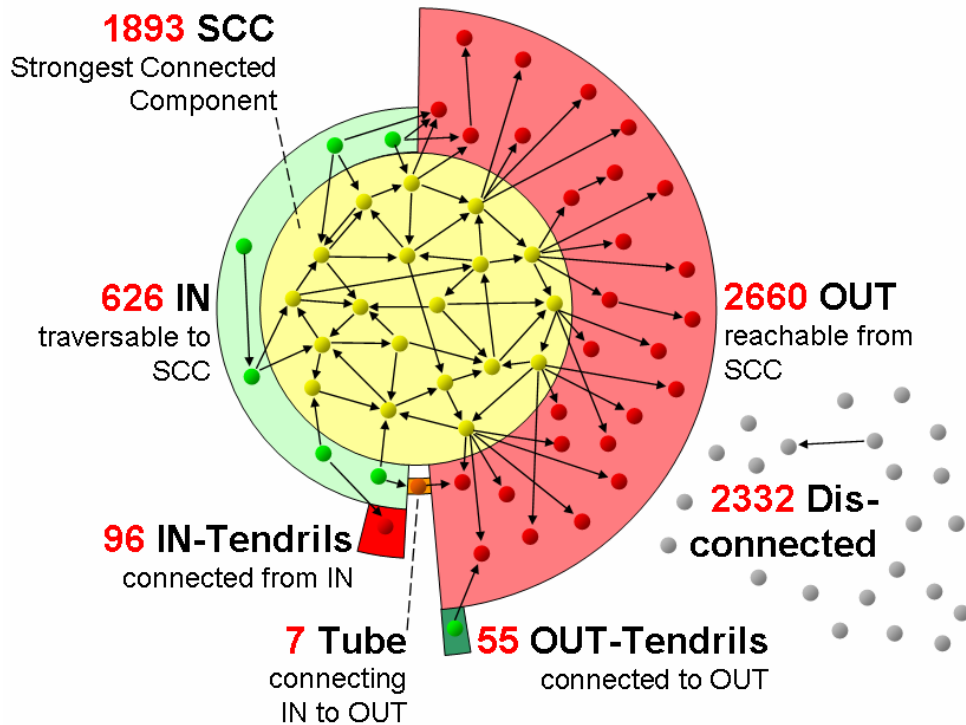 1893 SCC
Strongest Connected
Component
626 IN
traversable to
SCC
2660 OUT
reachable from
SCC
2332 Dis-
connected
96 IN-Tendrils
connected from IN
7 Tube
connecting
IN to OUT
55 OUT-Tendrils
connected to OUT